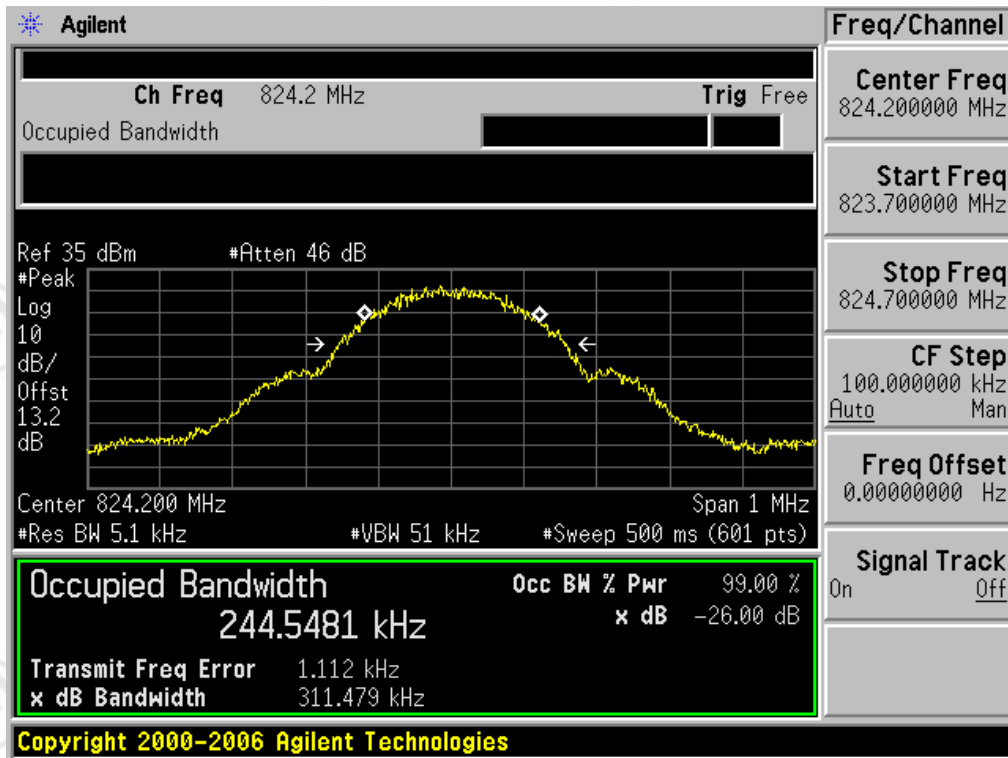 Agilent
Freq/Channel
Ch Freq 824.2 MHz Trig Free
Occupied Bandwidth
Center Freq
824.200000 MHz
Start Freq
823.700000 MHz
Stop Freq
824.700000 MHz
CF Step
100.000000 kHz
Auto Man
Freq Offset
0.00000000 Hz
Signal Track
On Off
Ref 35 dBm #Atten 46 dB
#Peak
Log
10
dB/
Offst
13.2
dB
Center 824.200 MHz Span 1 MHz
#Res BW 5.1 kHz #VBW 51 kHz #Sweep 500 ms (601 pts)
Occupied Bandwidth Occ BW % Pwr 99.00 %
244.5481 kHz x dB -26.00 dB
Transmit Freq Error 1.112 kHz
x dB Bandwidth 311.479 kHz
Copyright 2000-2006 Agilent Technologies